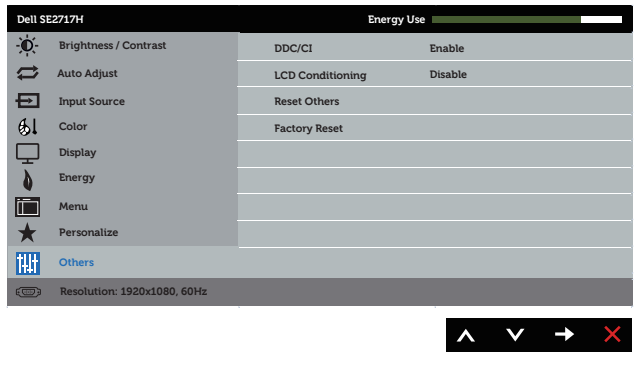 Dell SE2717H Energy Use
Brightness / Contrast DDC/CI Enable
Auto Adjust LCD Conditioning Disable
Input Source Reset Others
Color Factory Reset
Display
Energy
Menu
Personalize
Others
Resolution: 1920x1080, 60Hz